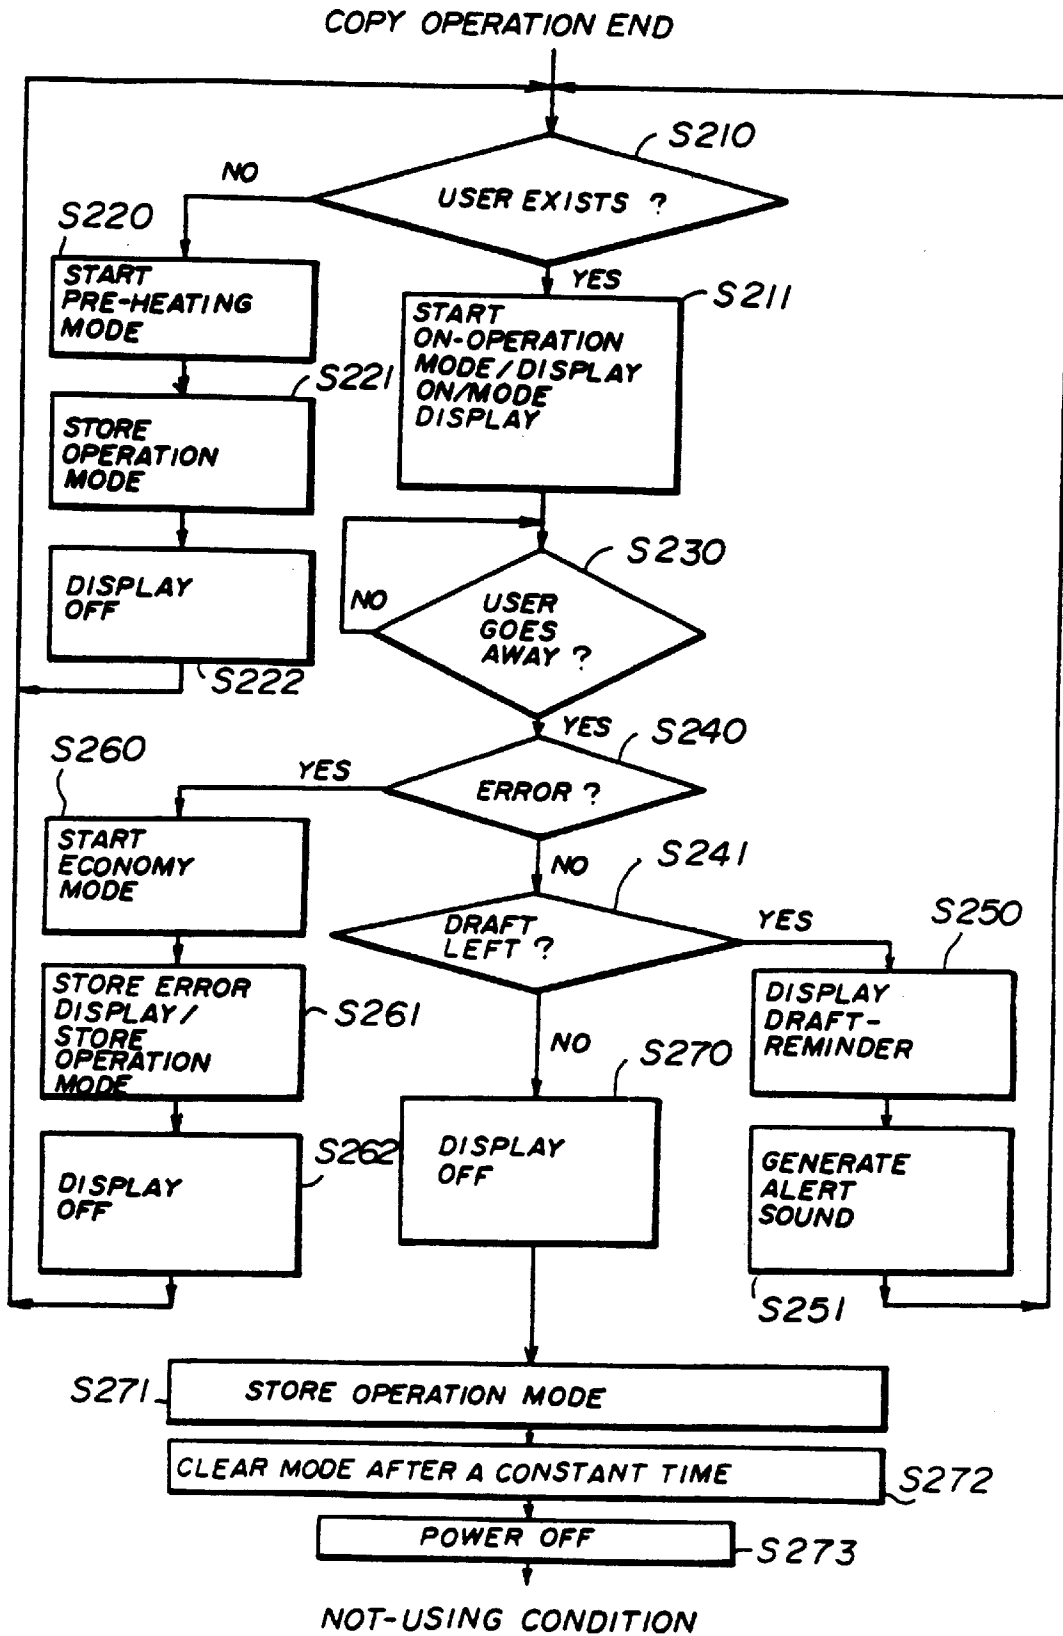 COPY OPERATION END
S210
NO
USER EXISTS ?
S220
YES
S211
START
PRE-HEATING
MODE
START
ON-OPERATION
MODE/DISPLAY
ON/MODE
DISPLAY
S221
STORE
OPERATION
MODE
S230
DISPLAY
OFF
NO
USER
GOES
AWAY ?
S222
YES
S240
S260
YES
ERROR ?
START
ECONOMY
MODE
NO
S241
DRAFT
LEFT ?
YES
S250
STORE ERROR
DISPLAY/
STORE
OPERATION
MODE
S261
DISPLAY
DRAFT-
REMINDER
NO
S270
S262
DISPLAY
OFF
DISPLAY
OFF
GENERATE
ALERT
SOUND
S251
S271
STORE OPERATION MODE
CLEAR MODE AFTER A CONSTANT TIME
S272
POWER OFF
S273
NOT-USING CONDITION